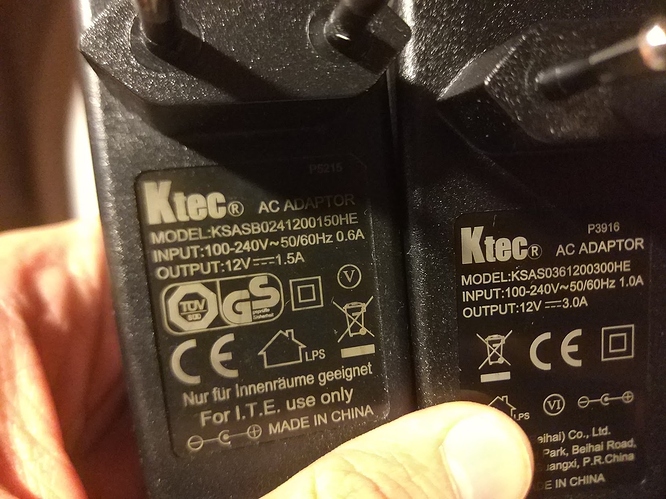 P5215
Ktec® AC ADAPTOR
MODEL:KSASB0241200150HE
INPUT:100-240V~50/60Hz 0.6A
OUTPUT:12V⎓1.5A
TÜV
SÜD
GS
geprüfte
Sicherheit
V
CE
LPS
Nur für Innenräume geeignet
For I.T.E. use only
MADE IN CHINA
P3916
Ktec® AC ADAPTOR
MODEL:KSAS0361200300HE
INPUT:100-240V~50/60Hz 1.0A
OUTPUT:12V⎓3.0A
CE
LPS
VI
Co., Ltd.
Park, Beihai Road,
P.R.China
IN CHINA